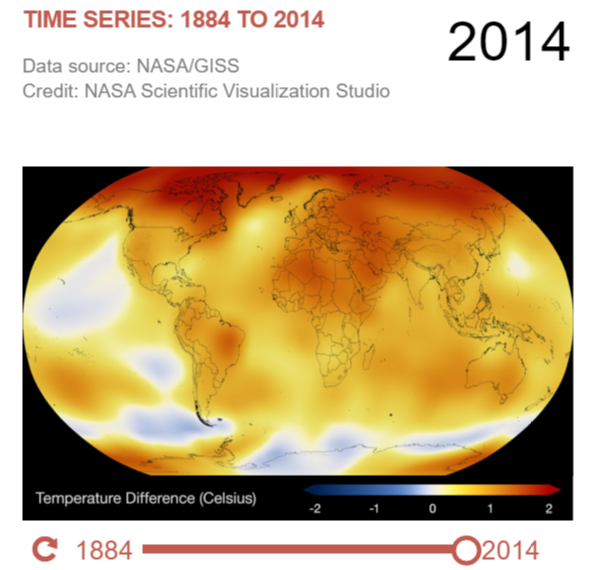 TIME SERIES: 1884 TO 2014
2014
Data source: NASA/GISS
Credit: NASA Scientific Visualization Studio
Temperature Difference (Celsius)
-2 -1 0 1 2
1884 2014